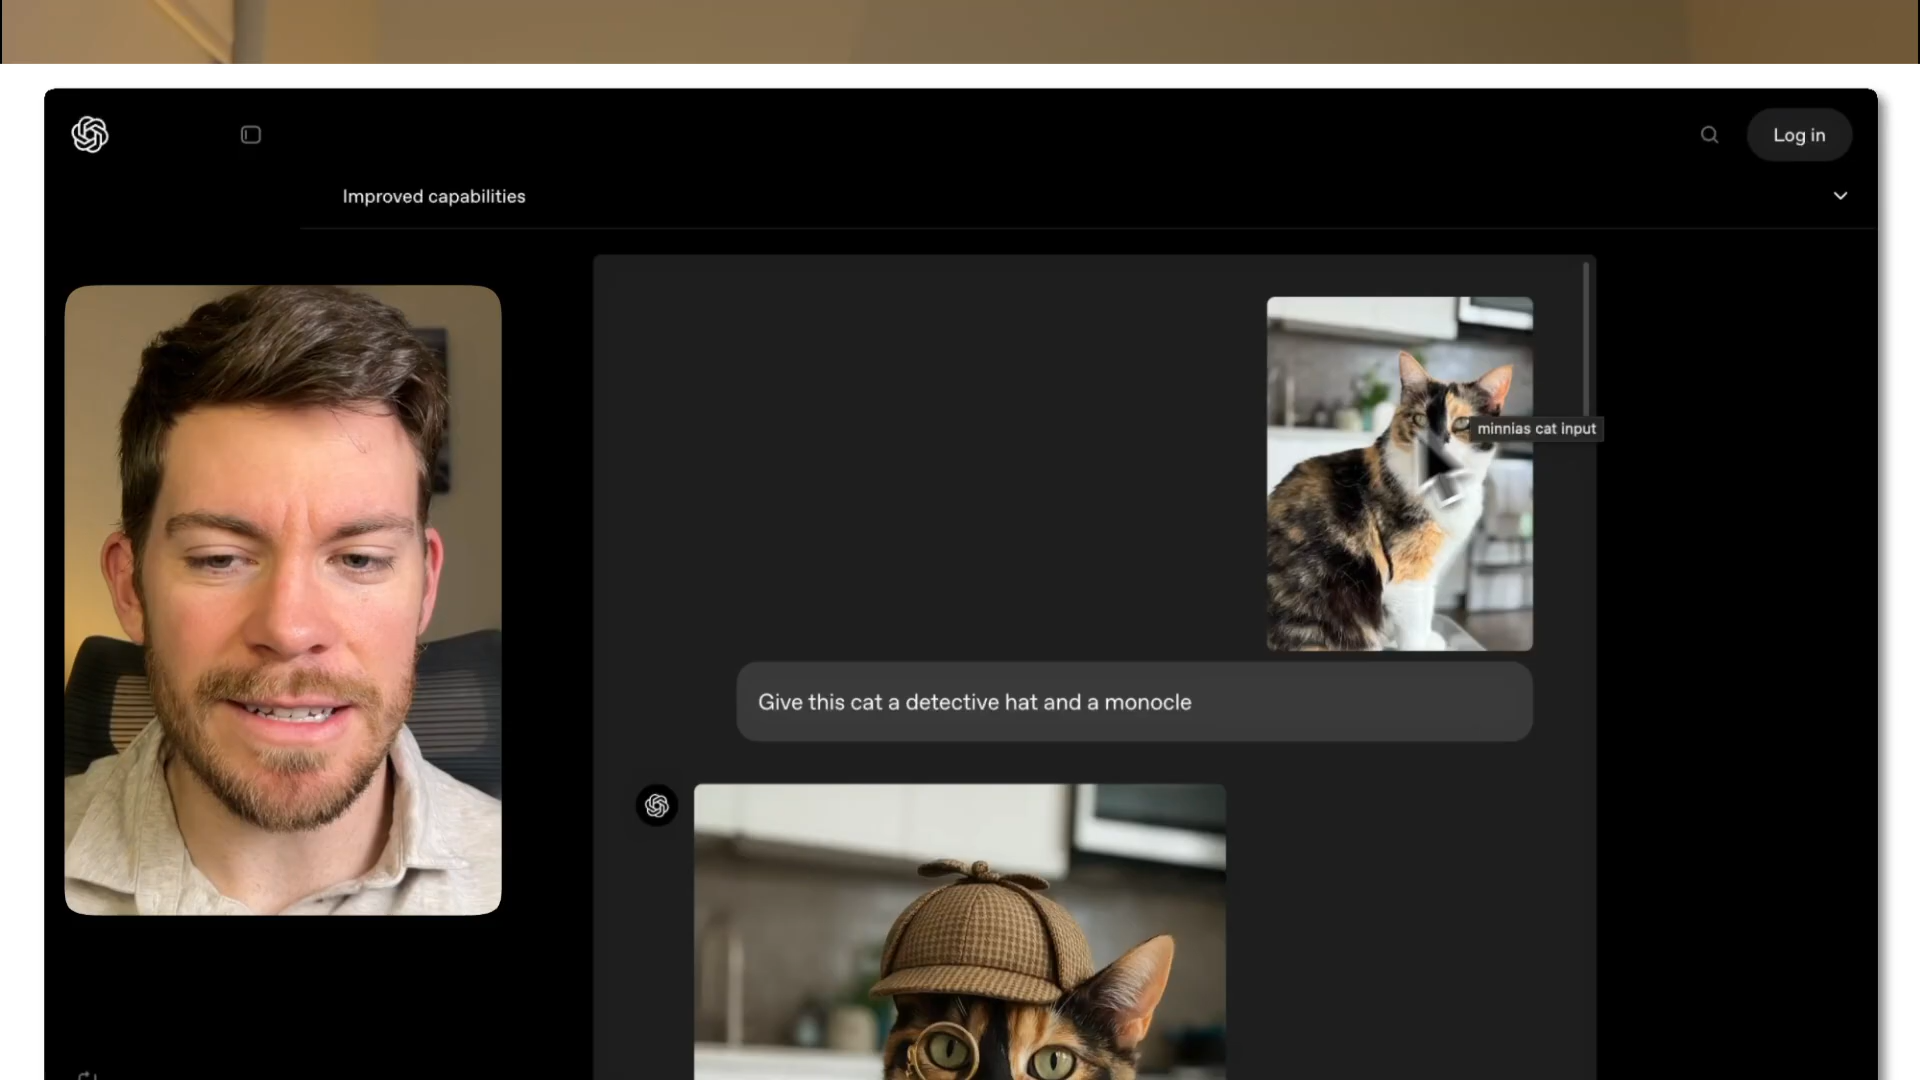 Log in
Improved capabilities
minnias cat input
Give this cat a detective hat and a monocle